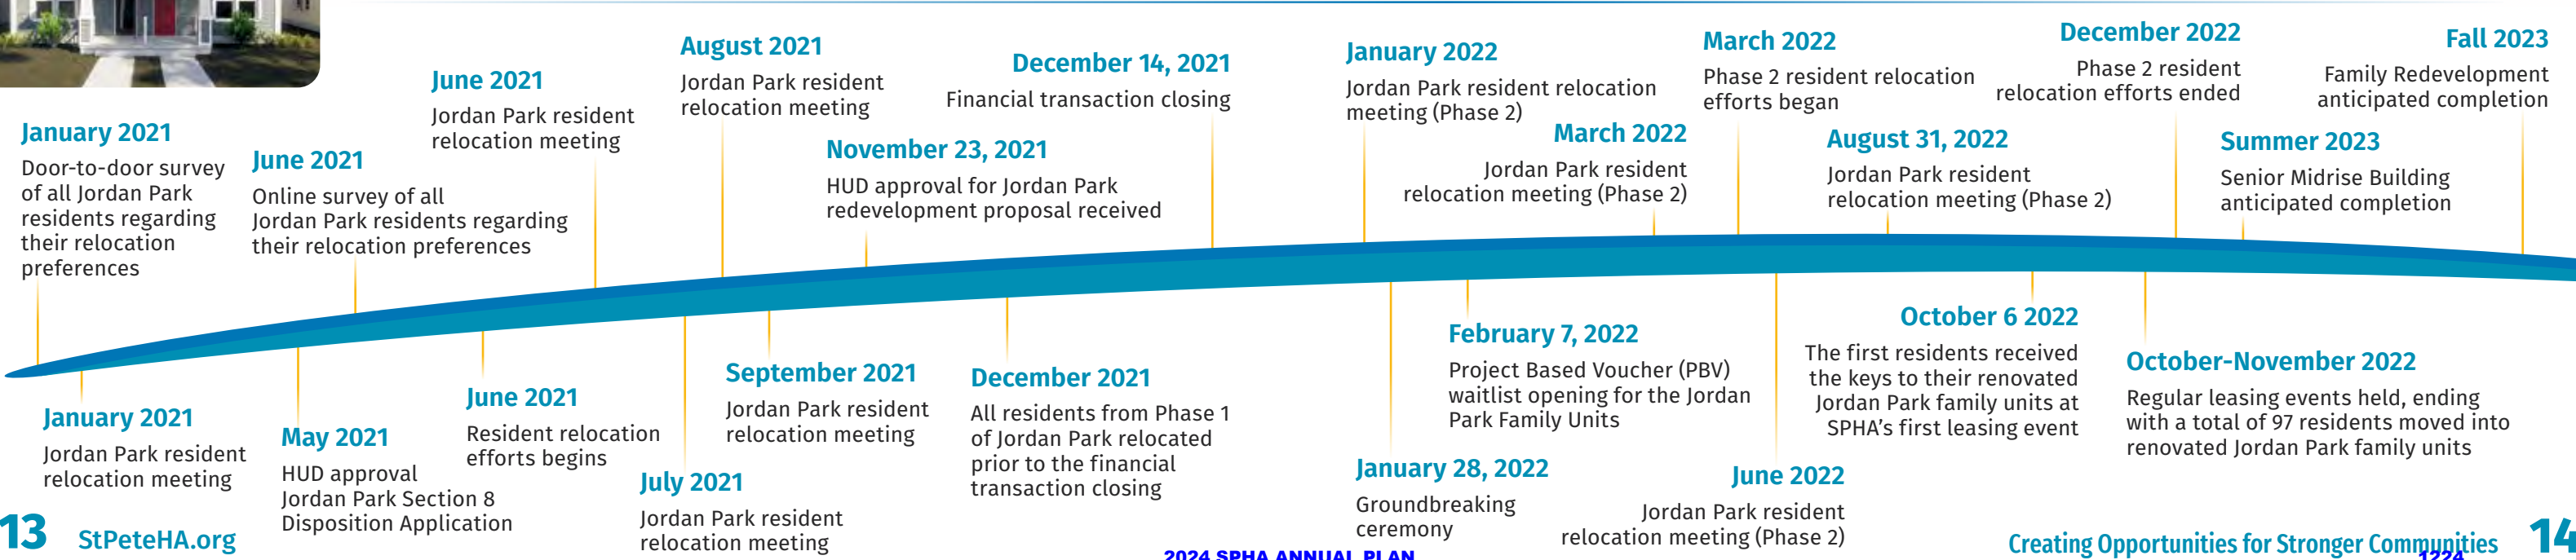 January 2021
Door-to-door survey
of all Jordan Park
residents regarding
their relocation
preferences
January 2021
Jordan Park resident
relocation meeting
May 2021
HUD approval
Jordan Park Section 8
Disposition Application
June 2021
Online survey of all
Jordan Park residents regarding
their relocation preferences
June 2021
Resident relocation
efforts begins
June 2021
Jordan Park resident
relocation meeting
July 2021
Jordan Park resident
relocation meeting
August 2021
Jordan Park resident
relocation meeting
September 2021
Jordan Park resident
relocation meeting
November 23, 2021
HUD approval for Jordan Park
redevelopment proposal received
December 2021
All residents from Phase 1
of Jordan Park relocated
prior to the financial
transaction closing
December 14, 2021
Financial transaction closing
January 2022
Jordan Park resident relocation
meeting (Phase 2)
January 28, 2022
Groundbreaking
ceremony
February 7, 2022
Project Based Voucher (PBV)
waitlist opening for the Jordan
Park Family Units
March 2022
Jordan Park resident
relocation meeting (Phase 2)
March 2022
Phase 2 resident relocation
efforts began
June 2022
Jordan Park resident
relocation meeting (Phase 2)
August 31, 2022
Jordan Park resident
relocation meeting (Phase 2)
October 6 2022
The first residents received
the keys to their renovated
Jordan Park family units at
SPHA's first leasing event
October-November 2022
Regular leasing events held, ending
with a total of 97 residents moved into
renovated Jordan Park family units
December 2022
Phase 2 resident
relocation efforts ended
Summer 2023
Senior Midrise Building
anticipated completion
Fall 2023
Family Redevelopment
anticipated completion
13 StPeteHA.org
2024 SPHA ANNUAL PLAN
Creating Opportunities for Stronger Communities 14
1224